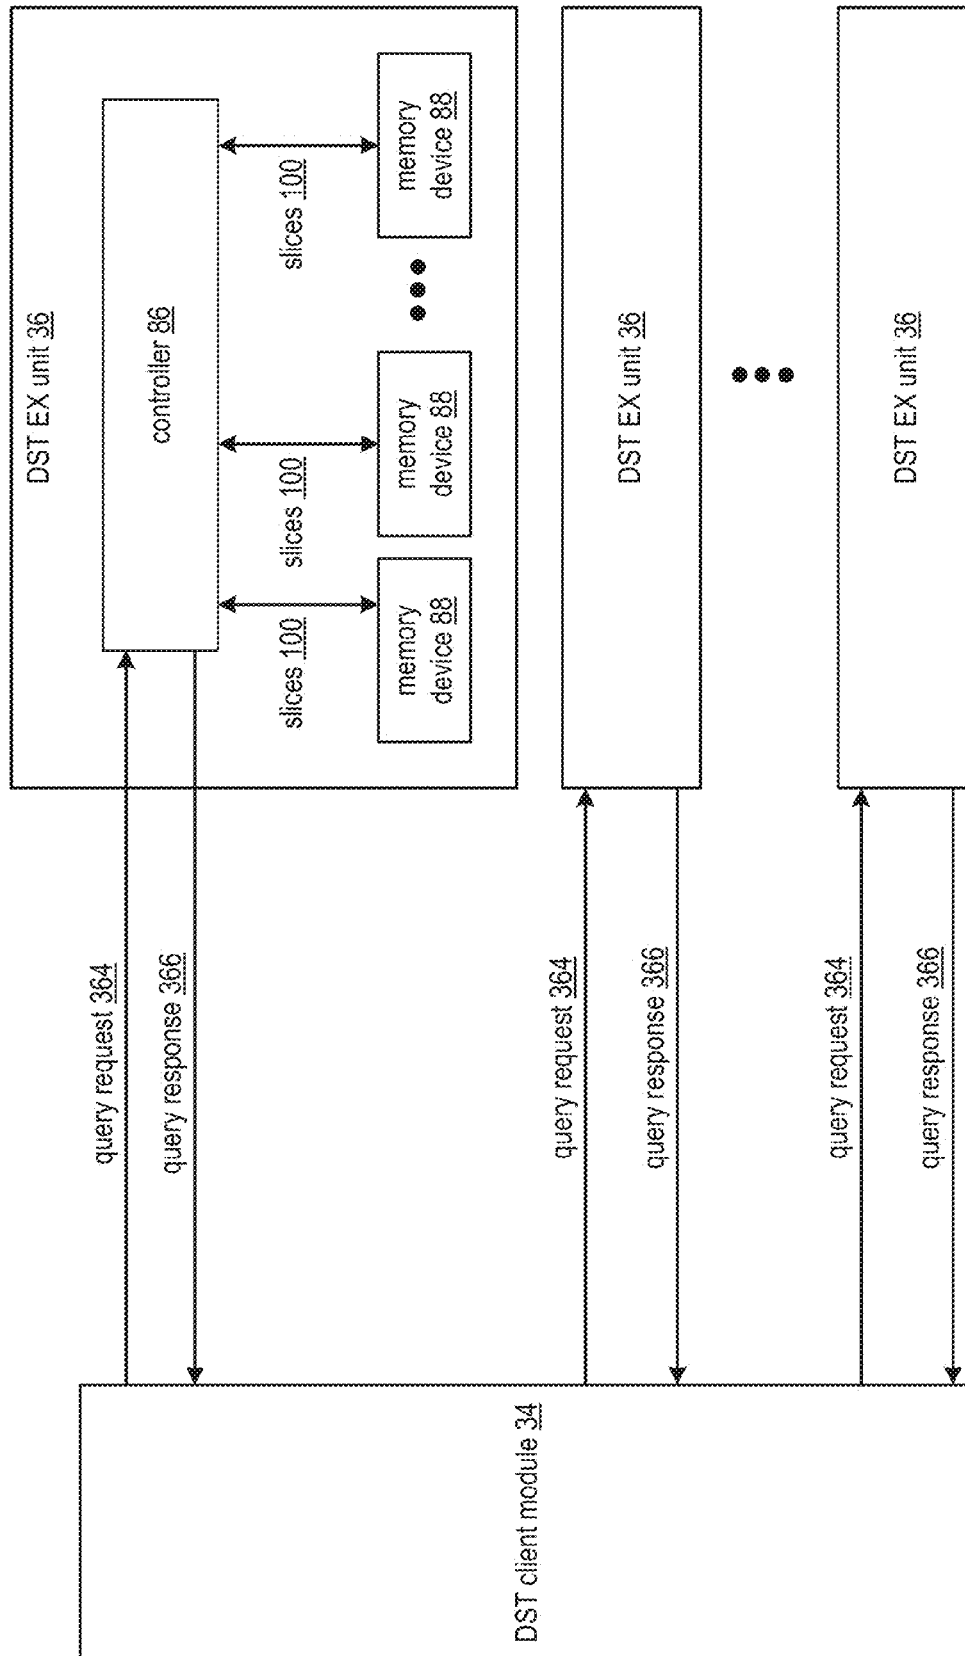 DST client module 34
query request 364
query response 366
query request 364
query response 366
query request 364
query response 366
DST EX unit 36
controller 86
slices 100
slices 100
slices 100
memory
device 88
memory
device 88
memory
device 88
DST EX unit 36
DST EX unit 36